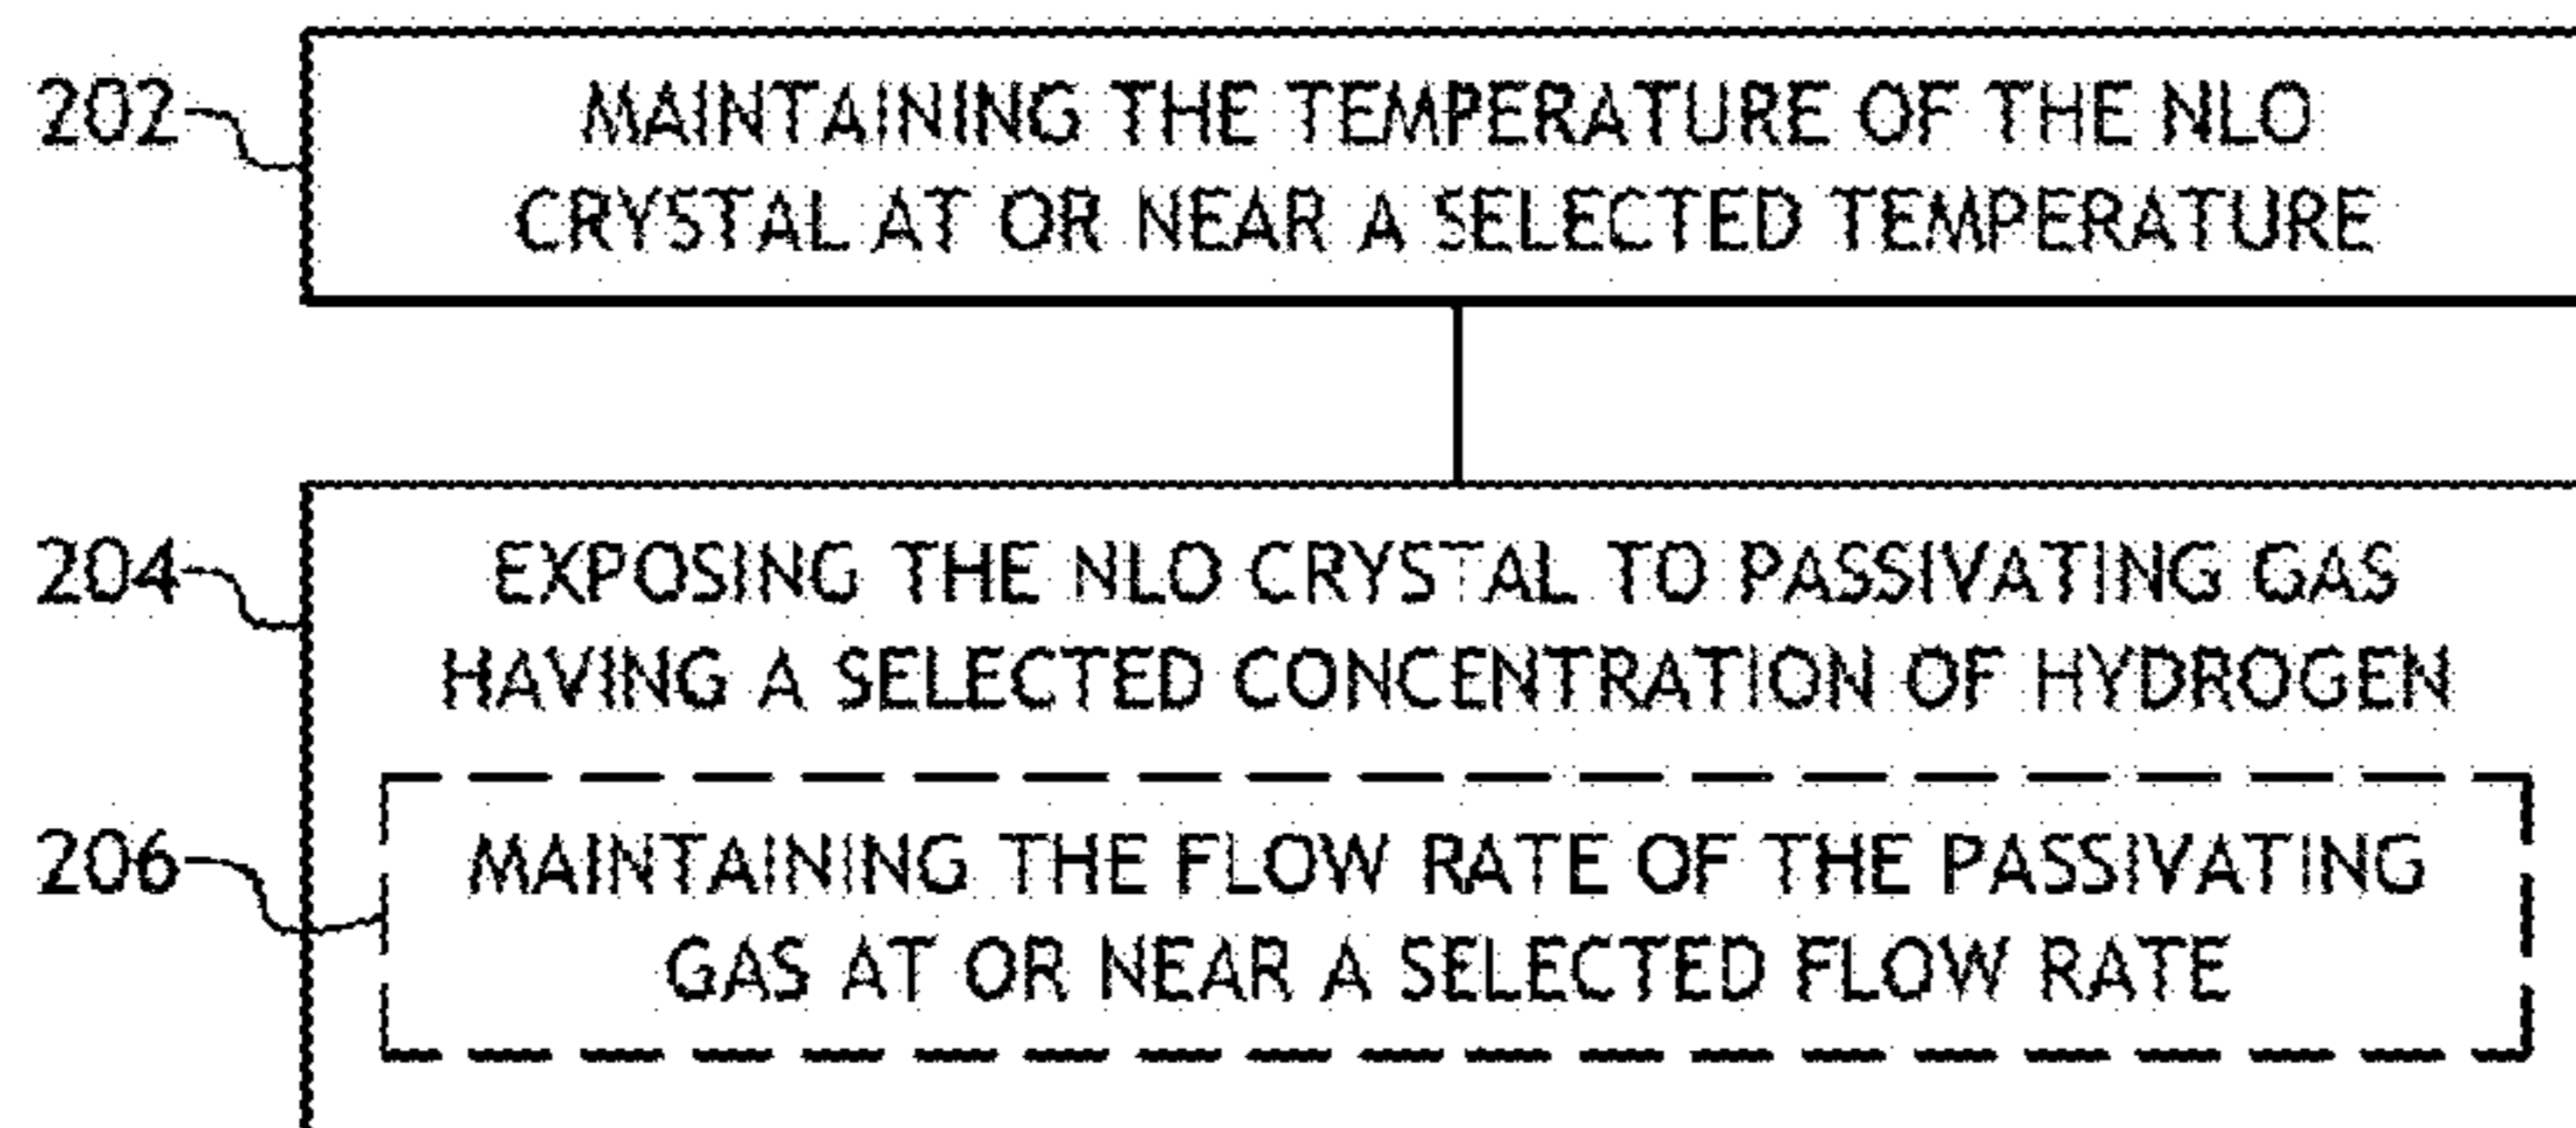 202
MAINTAINING THE TEMPERATURE OF THE NLO
CRYSTAL AT OR NEAR A SELECTED TEMPERATURE
204
EXPOSING THE NLO CRYSTAL TO PASSIVATING GAS
HAVING A SELECTED CONCENTRATION OF HYDROGEN
206
MAINTAINING THE FLOW RATE OF THE PASSIVATING
GAS AT OR NEAR A SELECTED FLOW RATE